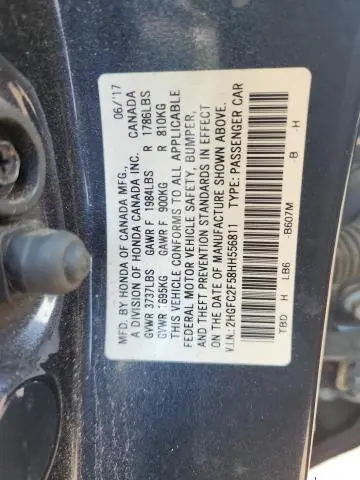 MFD. BY HONDA OF CANADA MFG., 06/17
A DIVISION OF HONDA CANADA INC. CANADA
GVWR 3737LBS GAWR F 1984LBS R 1786LBS
GVWR 1695KG GAWR F 900KG R 810KG
THIS VEHICLE CONFORMS TO ALL APPLICABLE
FEDERAL MOTOR VEHICLE SAFETY, BUMPER,
AND THEFT PREVENTION STANDARDS IN EFFECT
ON THE DATE OF MANUFACTURE SHOWN ABOVE.
V.I.N.: 2HGFC2F58HH556811 TYPE: PASSENGER CAR
TBD H LB6 -B607M -B -H